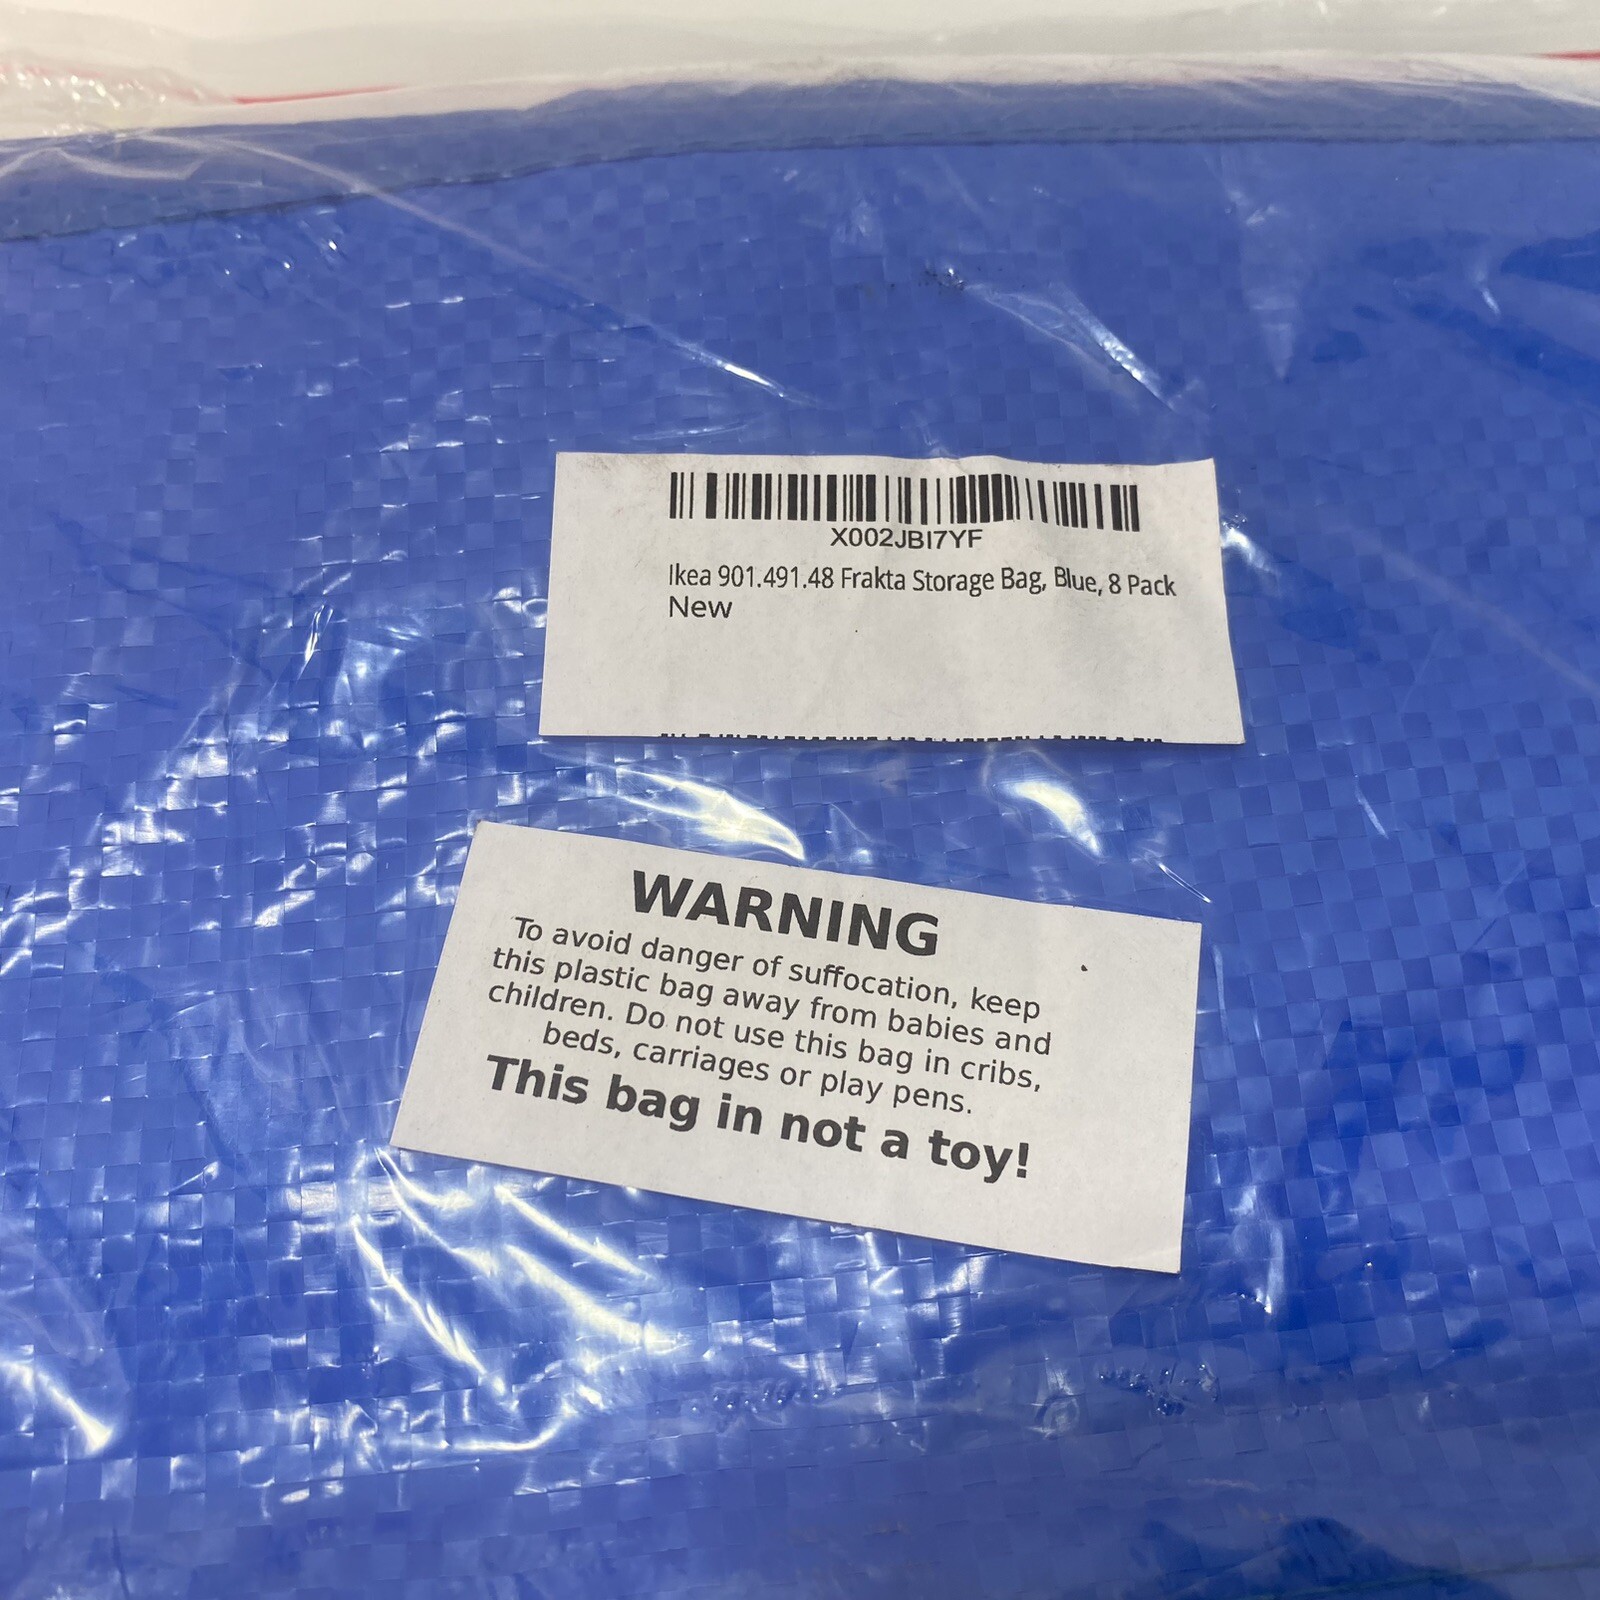 X002JBI7YF
Ikea 901.491.48 Frakta Storage Bag, Blue, 8 Pack
New
WARNING
To avoid danger of suffocation, keep
this plastic bag away from babies and
children. Do not use this bag in cribs,
beds, carriages or play pens.
This bag in not a toy!